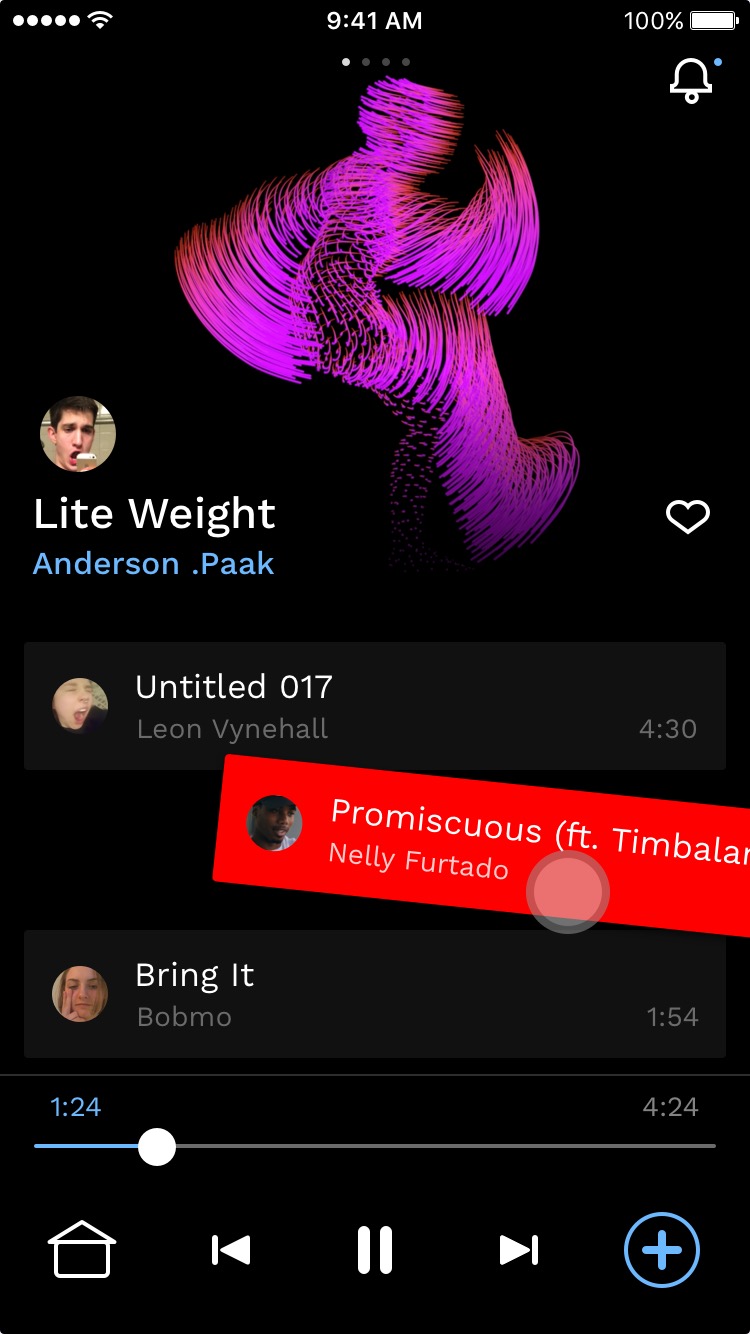 9:41 AM
100%
Lite Weight
Anderson .Paak
Untitled 017
Leon Vynehall
4:30
Promiscuous (ft. Timbalan
Nelly Furtado
Bring It
Bobmo
1:54
1:24
4:24